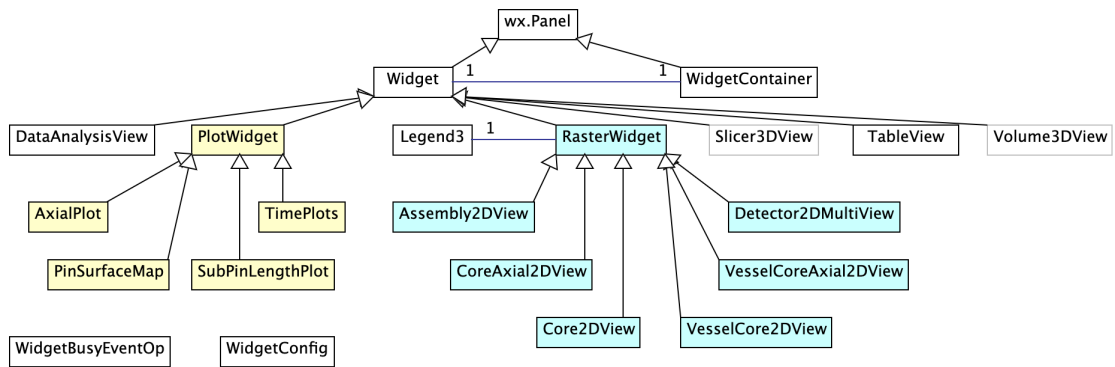 wx.Panel
Widget
1
1
WidgetContainer
DataAnalysisView
PlotWidget
Legend3
1
RasterWidget
Slicer3DView
TableView
Volume3DView
AxialPlot
TimePlots
Assembly2DView
Detector2DMultiView
PinSurfaceMap
SubPinLengthPlot
CoreAxial2DView
VesselCoreAxial2DView
Core2DView
VesselCore2DView
WidgetBusyEventOp
WidgetConfig